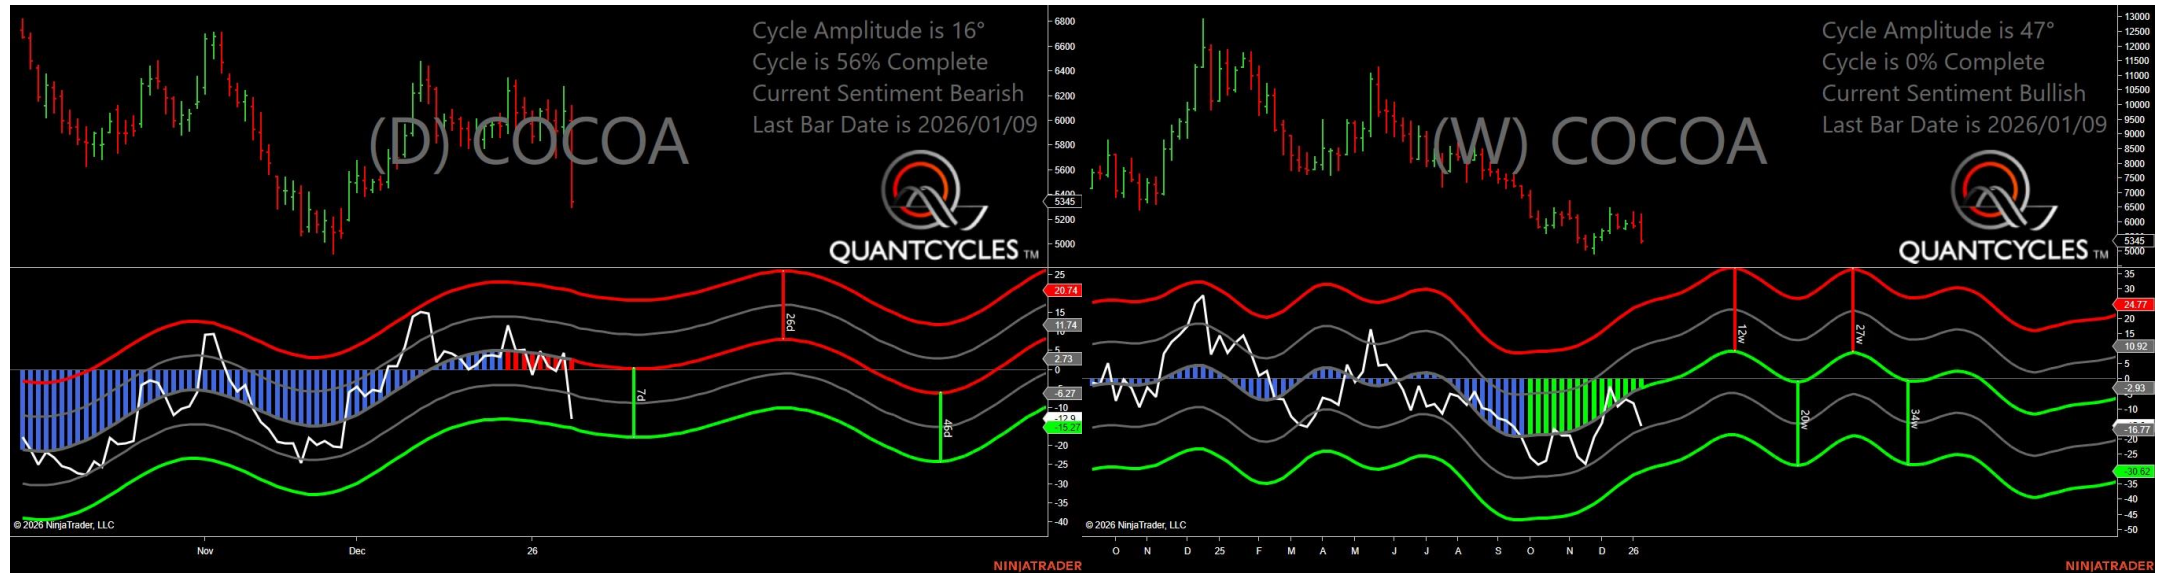 Cycle Amplitude is 16°
Cycle is 56% Complete
Current Sentiment Bearish
Last Bar Date is 2026/01/09
(D) COCOA
QUANTCYCLES TM
6800
6600
6400
6200
6000
5800
5600
5400
5345
5200
5000
25
20.74
11.74
5
2.73
0
-6.27
-10
-12.9
-15.27
-20
-25
-30
-35
-40
26d
7d
46d
© 2026 NinjaTrader, LLC
Nov
Dec
26
NINJATRADER
Cycle Amplitude is 47°
Cycle is 0% Complete
Current Sentiment Bullish
Last Bar Date is 2026/01/09
(W) COCOA
QUANTCYCLES TM
13000
12500
12000
11500
11000
10500
10000
9500
9000
8500
8000
7500
7000
6500
6000
5345
5000
35
30
24.77
20
15
10.92
5
0
-2.93
-10
-16.77
-20
-25
-30.62
-35
-40
-45
-50
12w
27w
20w
34w
© 2026 NinjaTrader, LLC
O N D 25 F M A M J J A S O N D 26
NINJATRADER